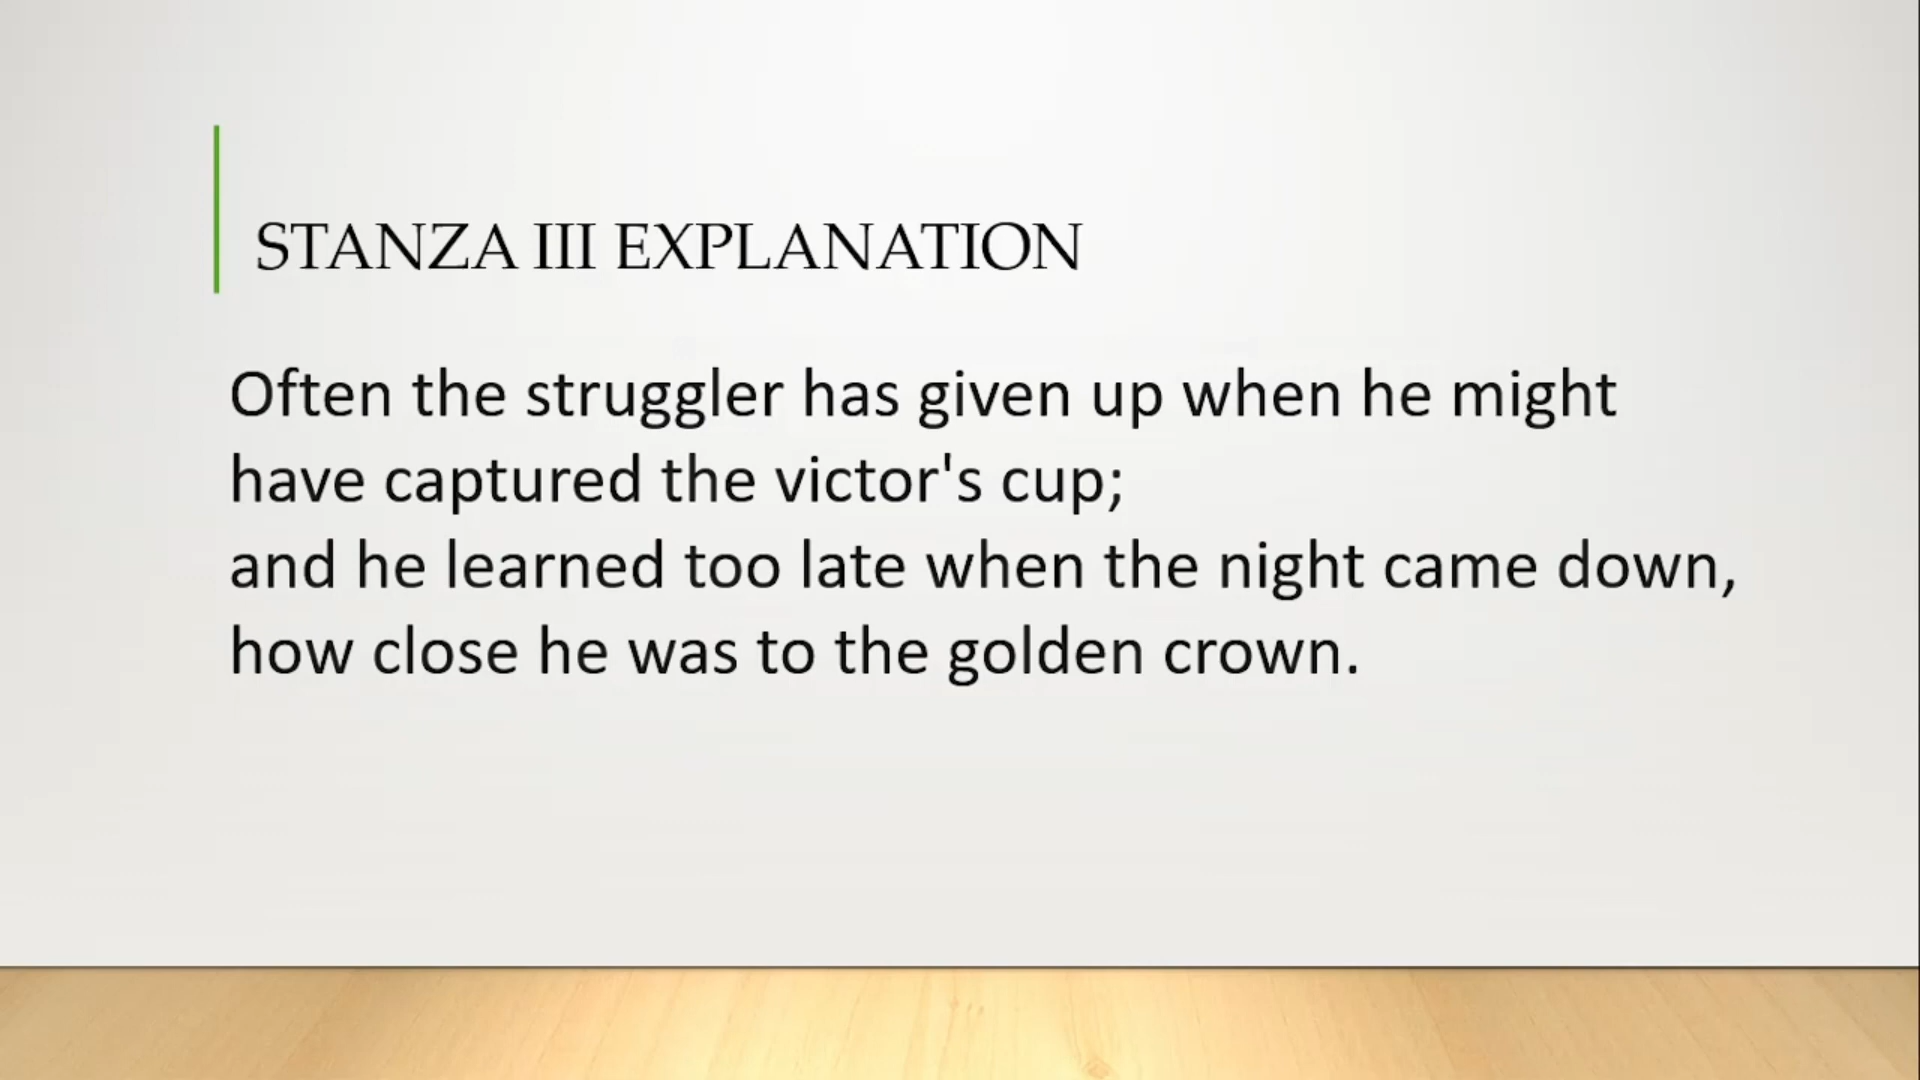 STANZA III EXPLANATION
Often the struggler has given up when he might
have captured the victor's cup;
and he learned too late when the night came down,
how close he was to the golden crown.